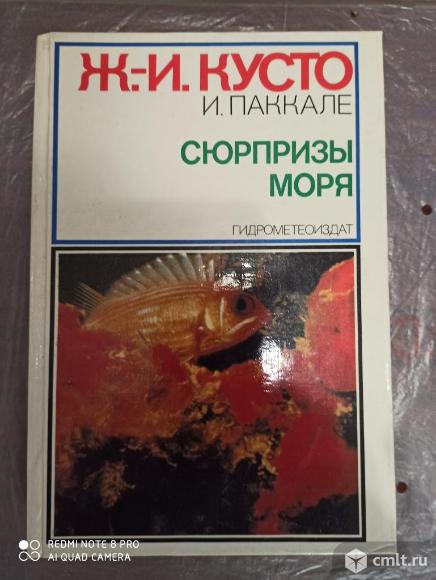 Ж.-И. КУСТО
И. ПАККАЛЕ
СЮРПРИЗЫ
МОРЯ
ГИДРОМЕТЕОИЗДАТ
REDMI NOTE 8 PRO
AI QUAD CAMERA
cmlt.ru